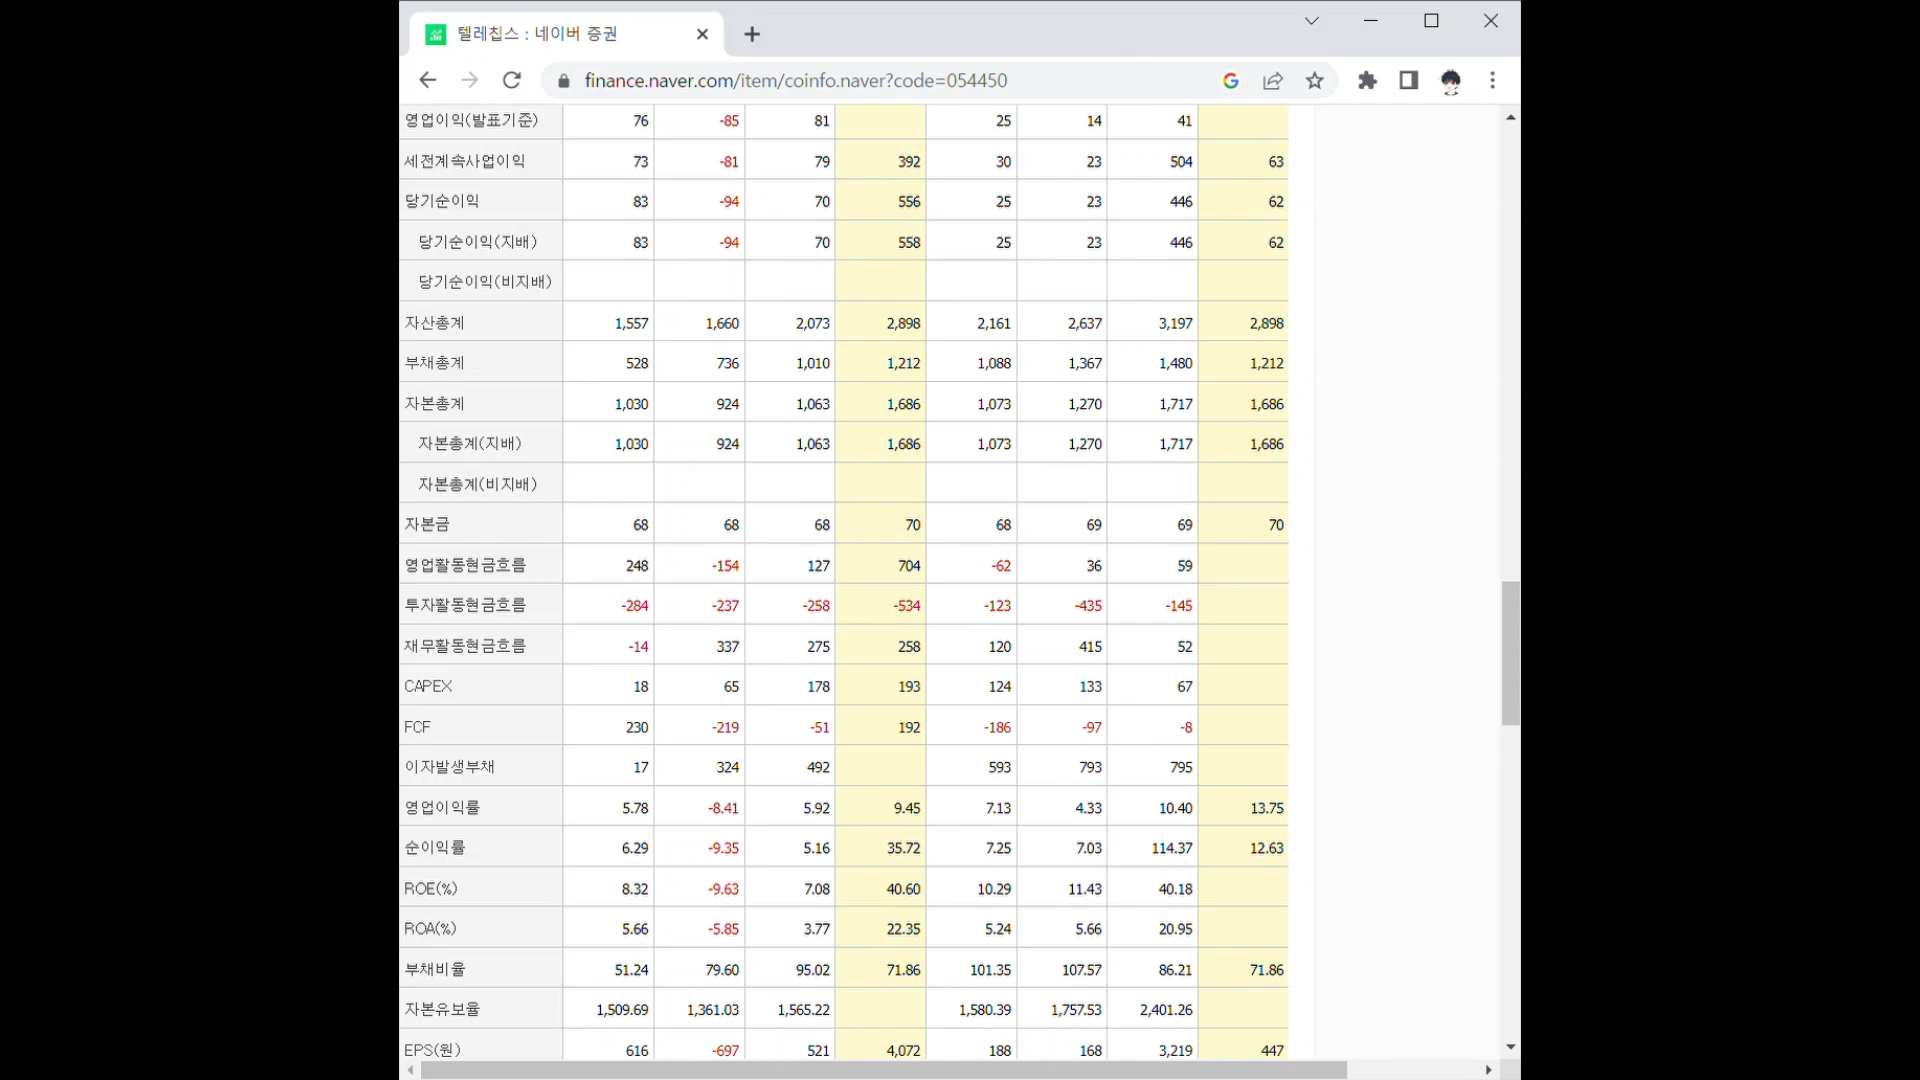 텔레칩스 : 네이버 증권
finance.naver.com/item/coinfo.naver?code=054450
영업이익(발표기준) 76 -85 81 25 14 41
세전계속사업이익 73 -81 79 392 30 23 504 63
당기순이익 83 -94 70 556 25 23 446 62
당기순이익(지배) 83 -94 70 558 25 23 446 62
당기순이익(비지배)
자산총계 1,557 1,660 2,073 2,898 2,161 2,637 3,197 2,898
부채총계 528 736 1,010 1,212 1,088 1,367 1,480 1,212
자본총계 1,030 924 1,063 1,686 1,073 1,270 1,717 1,686
자본총계(지배) 1,030 924 1,063 1,686 1,073 1,270 1,717 1,686
자본총계(비지배)
자본금 68 68 68 70 68 69 69 70
영업활동현금흐름 248 -154 127 704 -62 36 59
투자활동현금흐름 -284 -237 -258 -534 -123 -435 -145
재무활동현금흐름 -14 337 275 258 120 415 52
CAPEX 18 65 178 193 124 133 67
FCF 230 -219 -51 192 -186 -97 -8
이자발생부채 17 324 492 593 793 795
영업이익률 5.78 -8.41 5.92 9.45 7.13 4.33 10.40 13.75
순이익률 6.29 -9.35 5.16 35.72 7.25 7.03 114.37 12.63
ROE(%) 8.32 -9.63 7.08 40.60 10.29 11.43 40.18
ROA(%) 5.66 -5.85 3.77 22.35 5.24 5.66 20.95
부채비율 51.24 79.60 95.02 71.86 101.35 107.57 86.21 71.86
자본유보율 1,509.69 1,361.03 1,565.22 1,580.39 1,757.53 2,401.26
EPS(원) 616 -697 521 4,072 188 168 3,219 447